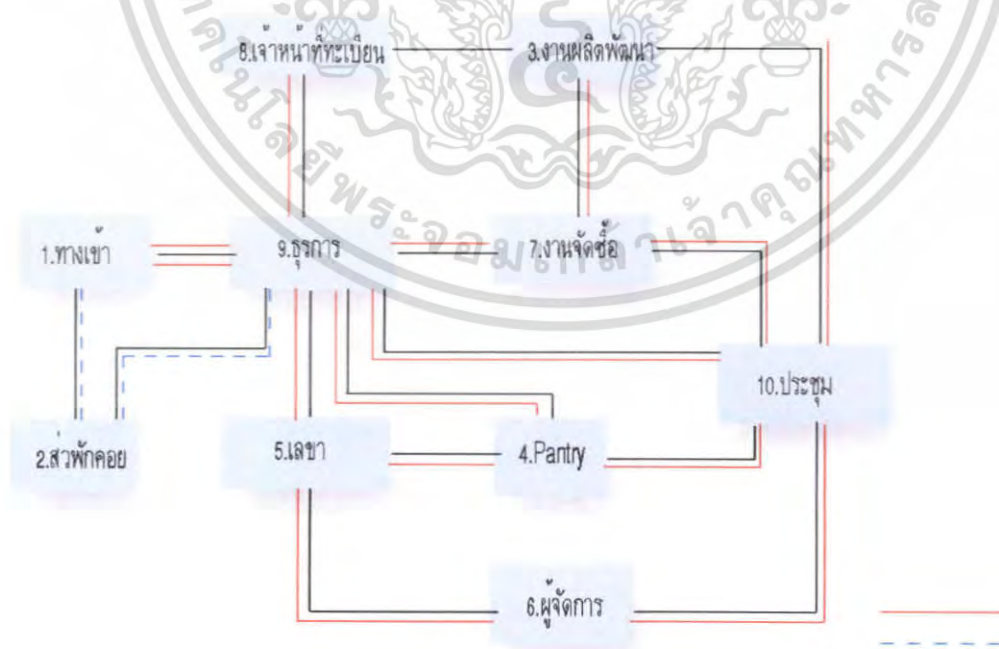 8.เจ้าหน้าที่ทะเบียน
3.งานผลิตพัฒนา
1.ทางเข้า
9.ธุรการ
7.งานจัดซื้อ
10.ประชุม
2.ส่วพักคอย
5.เลขา
4.Pantry
6.ผู้จัดการ